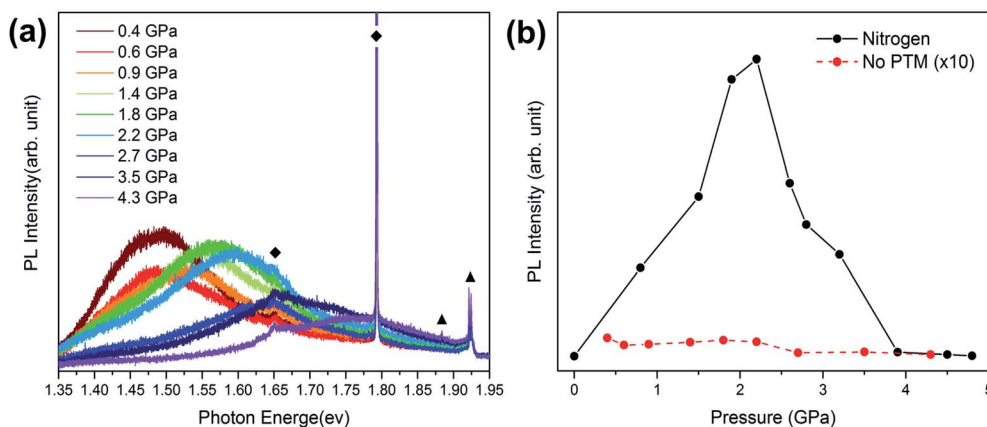 (a)
0.4 GPa
0.6 GPa
0.9 GPa
1.4 GPa
1.8 GPa
2.2 GPa
2.7 GPa
3.5 GPa
4.3 GPa
PL Intensity(arb. unit)
1.35 1.40 1.45 1.50 1.55 1.60 1.65 1.70 1.75 1.80 1.85 1.90 1.95
Photon Energe(ev)
(b)
Nitrogen
No PTM (x10)
PL Intensity (arb. unit)
0 1 2 3 4 5
Pressure (GPa)